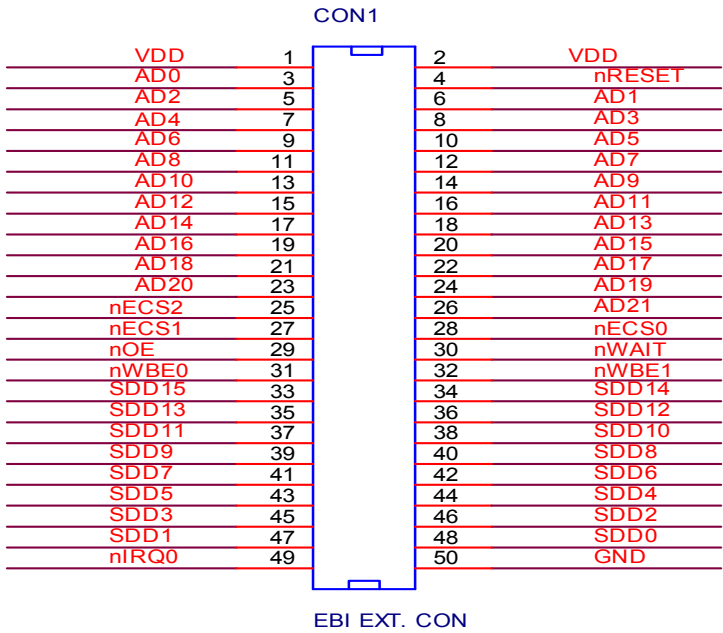 CON1
VDD 1 2 VDD
AD0 3 4 nRESET
AD2 5 6 AD1
AD4 7 8 AD3
AD6 9 10 AD5
AD8 11 12 AD7
AD10 13 14 AD9
AD12 15 16 AD11
AD14 17 18 AD13
AD16 19 20 AD15
AD18 21 22 AD17
AD20 23 24 AD19
nECS2 25 26 AD21
nECS1 27 28 nECS0
nOE 29 30 nWAIT
nWBE0 31 32 nWBE1
SDD15 33 34 SDD14
SDD13 35 36 SDD12
SDD11 37 38 SDD10
SDD9 39 40 SDD8
SDD7 41 42 SDD6
SDD5 43 44 SDD4
SDD3 45 46 SDD2
SDD1 47 48 SDD0
nIRQ0 49 50 GND
EBI EXT. CON